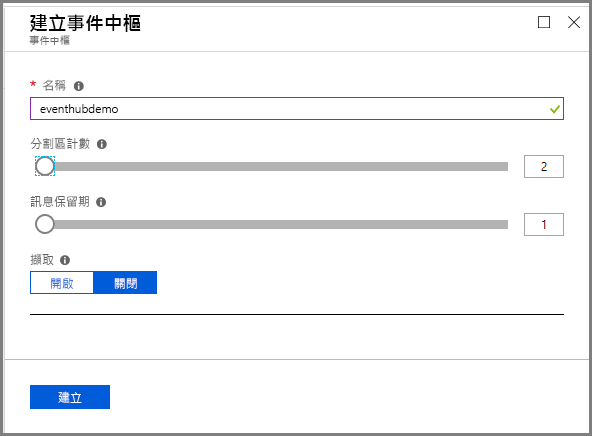 建立事件中樞
事件中樞
* 名稱
eventhubdemo
分割區計數
2
訊息保留期
1
擷取
開啟 關閉
建立